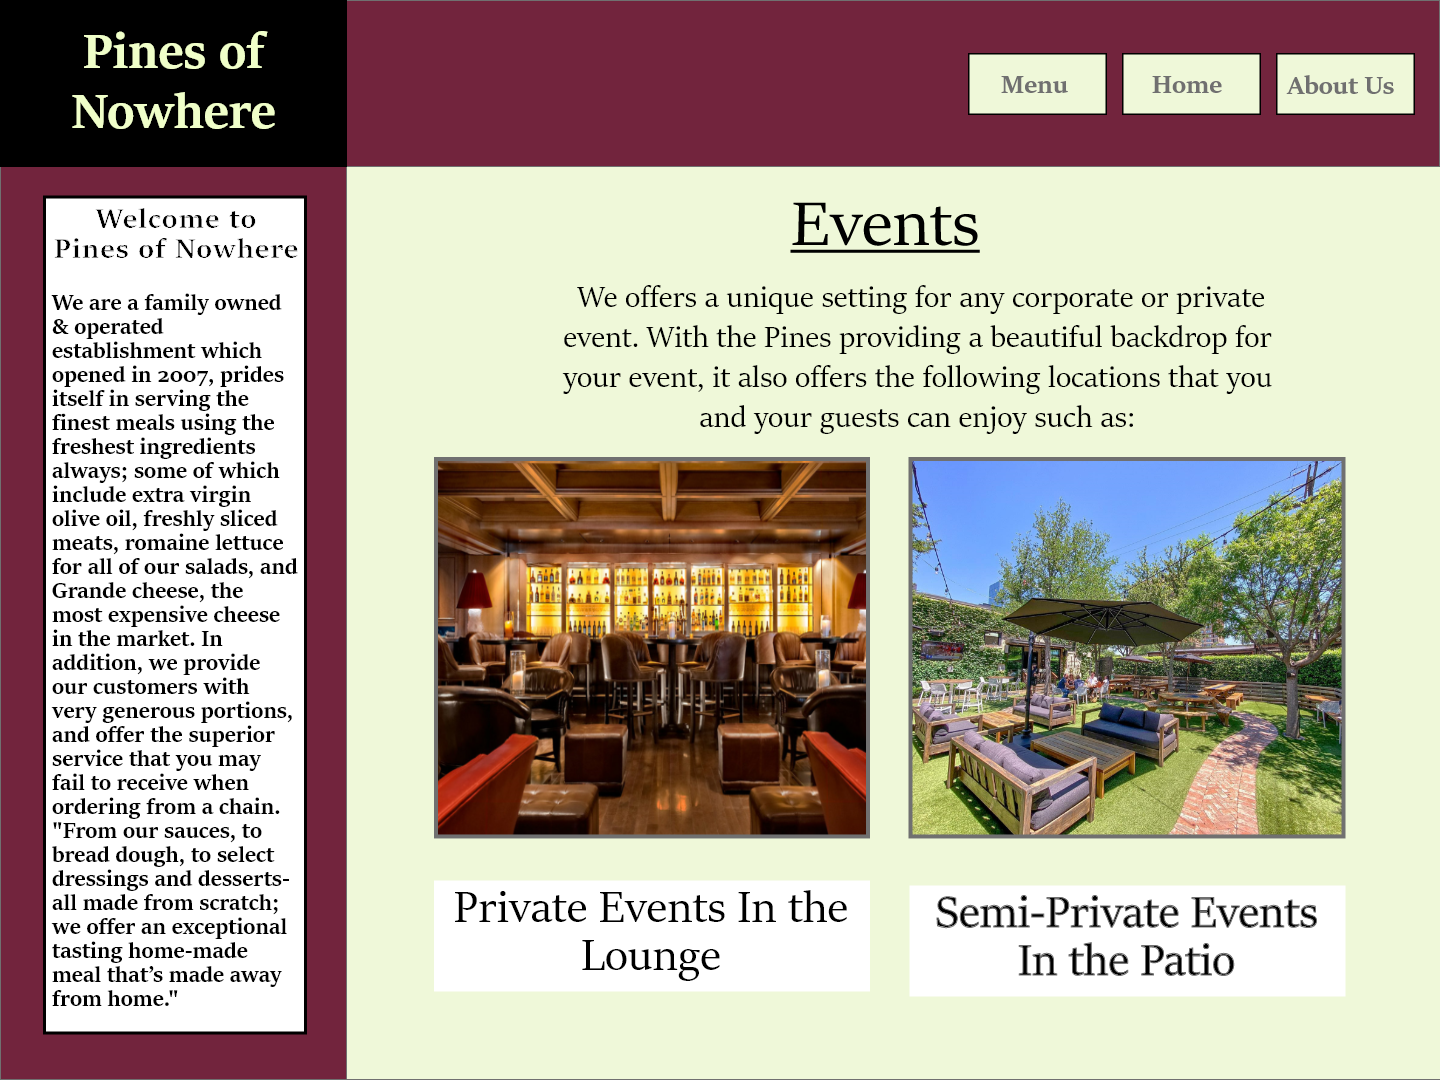 Pines of
Nowhere
Menu
Home
About Us
Welcome to
Pines of Nowhere
We are a family owned
& operated
establishment which
opened in 2007, prides
itself in serving the
finest meals using the
freshest ingredients
always; some of which
include extra virgin
olive oil, freshly sliced
meats, romaine lettuce
for all of our salads, and
Grande cheese, the
most expensive cheese
in the market. In
addition, we provide
our customers with
very generous portions,
and offer the superior
service that you may
fail to receive when
ordering from a chain.
"From our sauces, to
bread dough, to select
dressings and desserts-
all made from scratch;
we offer an exceptional
tasting home-made
meal that’s made away
from home."
Events
We offers a unique setting for any corporate or private
event. With the Pines providing a beautiful backdrop for
your event, it also offers the following locations that you
and your guests can enjoy such as:
Private Events In the
Lounge
Semi-Private Events
In the Patio